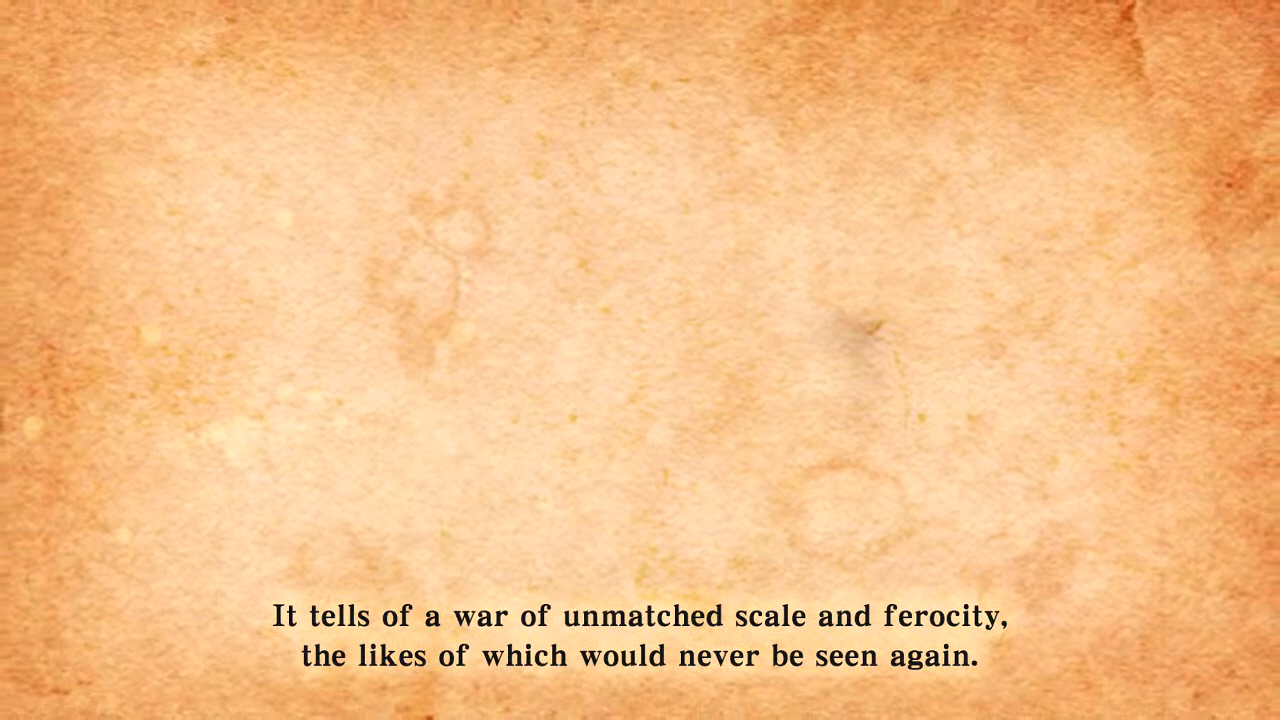 It tells of a war of unmatched scale and ferocity,
the likes of which would never be seen again.